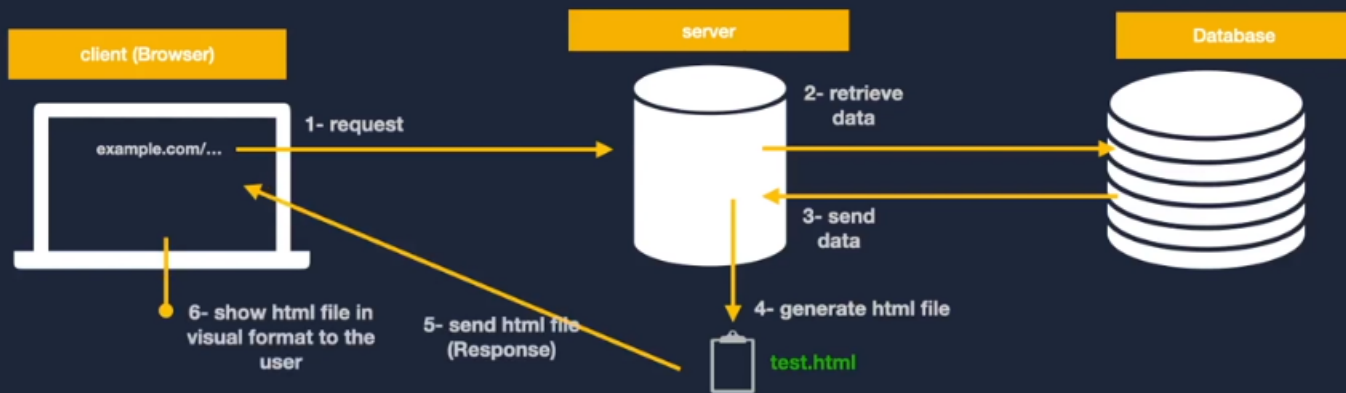 client (Browser)
server
Database
example.com/...
1- request
2- retrieve
data
3- send
data
4- generate html file
test.html
5- send html file
(Response)
6- show html file in
visual format to the
user